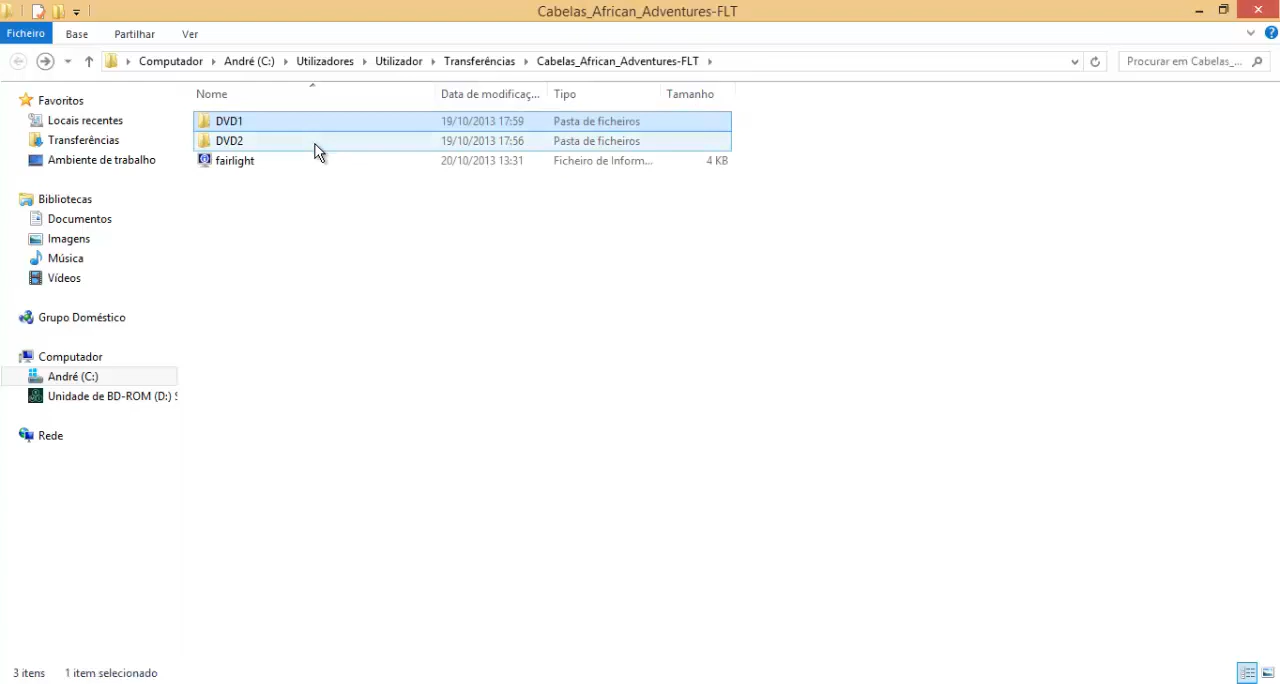 Cabelas_African_Adventures-FLT
Ficheiro Base Partilhar Ver
Computador André (C:) Utilizadores Utilizador Transferências Cabelas_African_Adventures-FLT Procurar em Cabelas_...
Nome Data de modificaç... Tipo Tamanho
DVD1 19/10/2013 17:59 Pasta de ficheiros
DVD2 19/10/2013 17:56 Pasta de ficheiros
fairlight 20/10/2013 13:31 Ficheiro de Inform... 4 KB
Favoritos
Locais recentes
Transferências
Ambiente de trabalho
Bibliotecas
Documentos
Imagens
Música
Vídeos
Grupo Doméstico
Computador
André (C:)
Unidade de BD-ROM (D:) S
Rede
3 itens 1 item selecionado